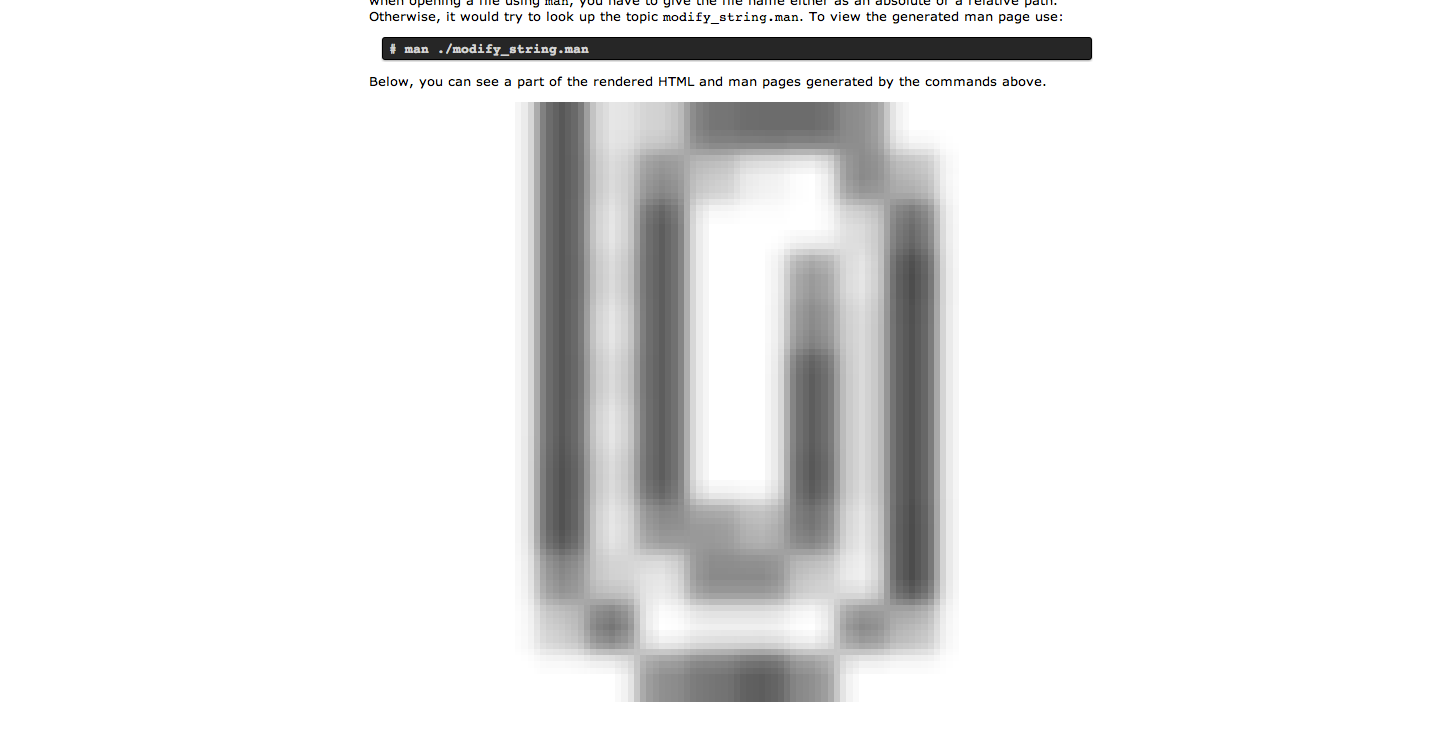 when opening a file using man, you have to give the file name either as an absolute or a relative path.
Otherwise, it would try to look up the topic modify_string.man. To view the generated man page use:
# man ./modify_string.man
Below, you can see a part of the rendered HTML and man pages generated by the commands above.